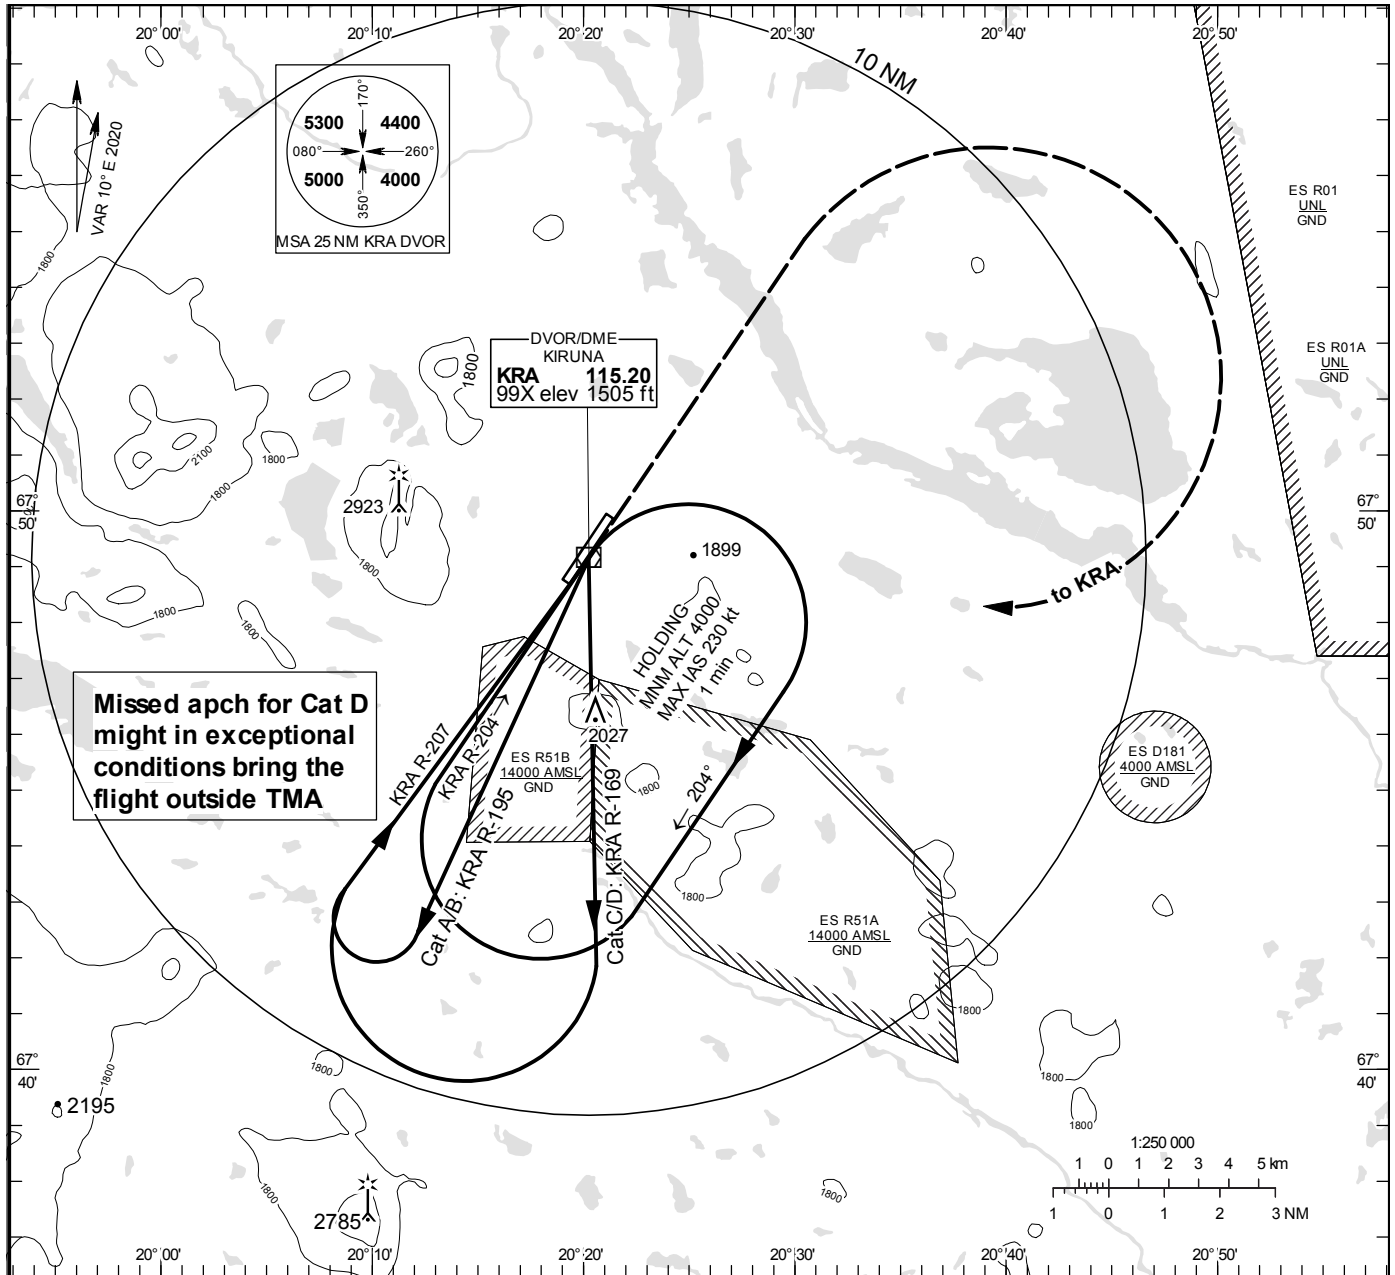 20° 00'
20° 10'
20° 20'
20° 30'
20° 40'
20° 50'
10 NM
170°
5300
4400
080°
260°
5000
4000
350°
MSA 25 NM KRA DVOR
VAR 10° E 2020
ES R01
UNL
GND
DVOR/DME
KIRUNA
KRA 115.20
99X elev 1505 ft
ES R01A
UNL
GND
1800
1800
2100
1800
1800
2923
1800
1800
1800
67°
50'
67°
50'
1899
to KRA
HOLDING
MNM ALT 4000
MAX IAS 230 kt
1 min
Missed apch for Cat D
might in exceptional
conditions bring the
flight outside TMA
KRA R-207
KRA R-204
2027
ES R51B
14000 AMSL
GND
1800
204°
ES D181
4000 AMSL
GND
Cat A/B: KRA R-195
Cat C/D: KRA R-169
1800
ES R51A
14000 AMSL
GND
1800
67°
40'
67°
40'
1800
1800
1800
1800
2195
1800
2785
1800
1:250 000
1 0 1 2 3 4 5 km
1 0 1 2 3 NM
20° 00'
20° 10'
20° 20'
20° 30'
20° 40'
20° 50'